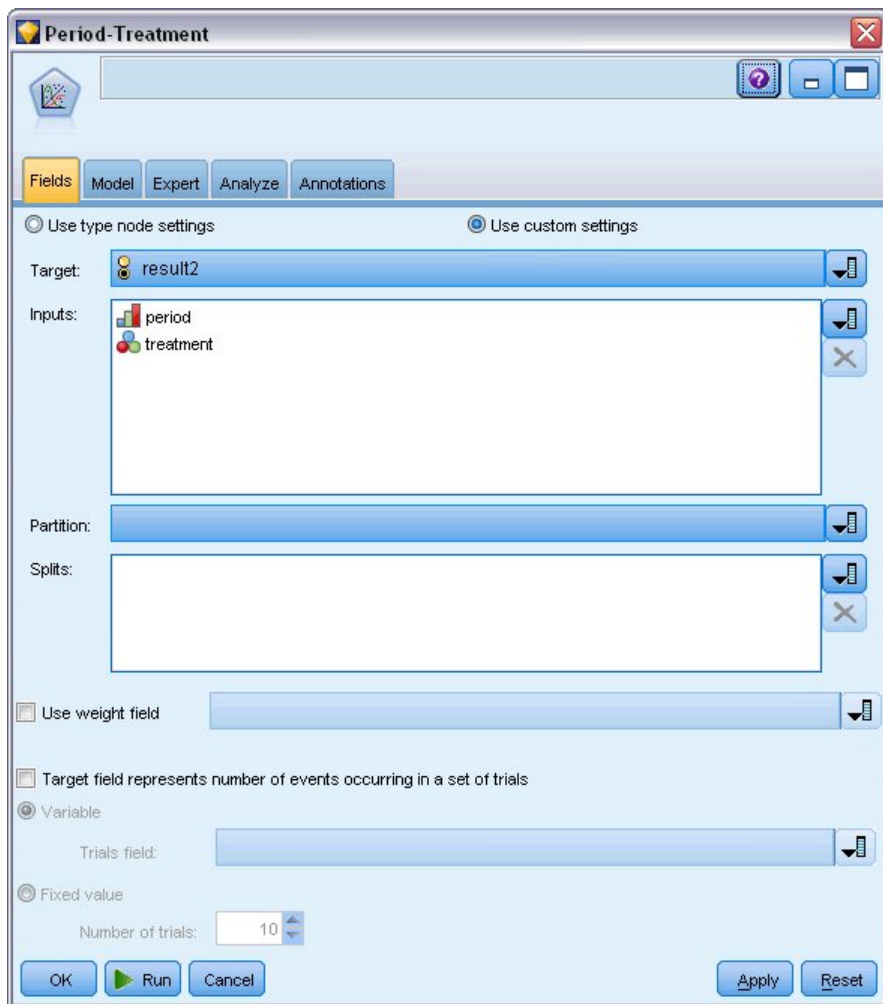 Period-Treatment
Fields Model Expert Analyze Annotations
Use type node settings Use custom settings
Target: result2
Inputs: period
treatment
Partition:
Splits:
Use weight field
Target field represents number of events occurring in a set of trials
Variable
Trials field:
Fixed value
Number of trials: 10
OK Run Cancel Apply Reset